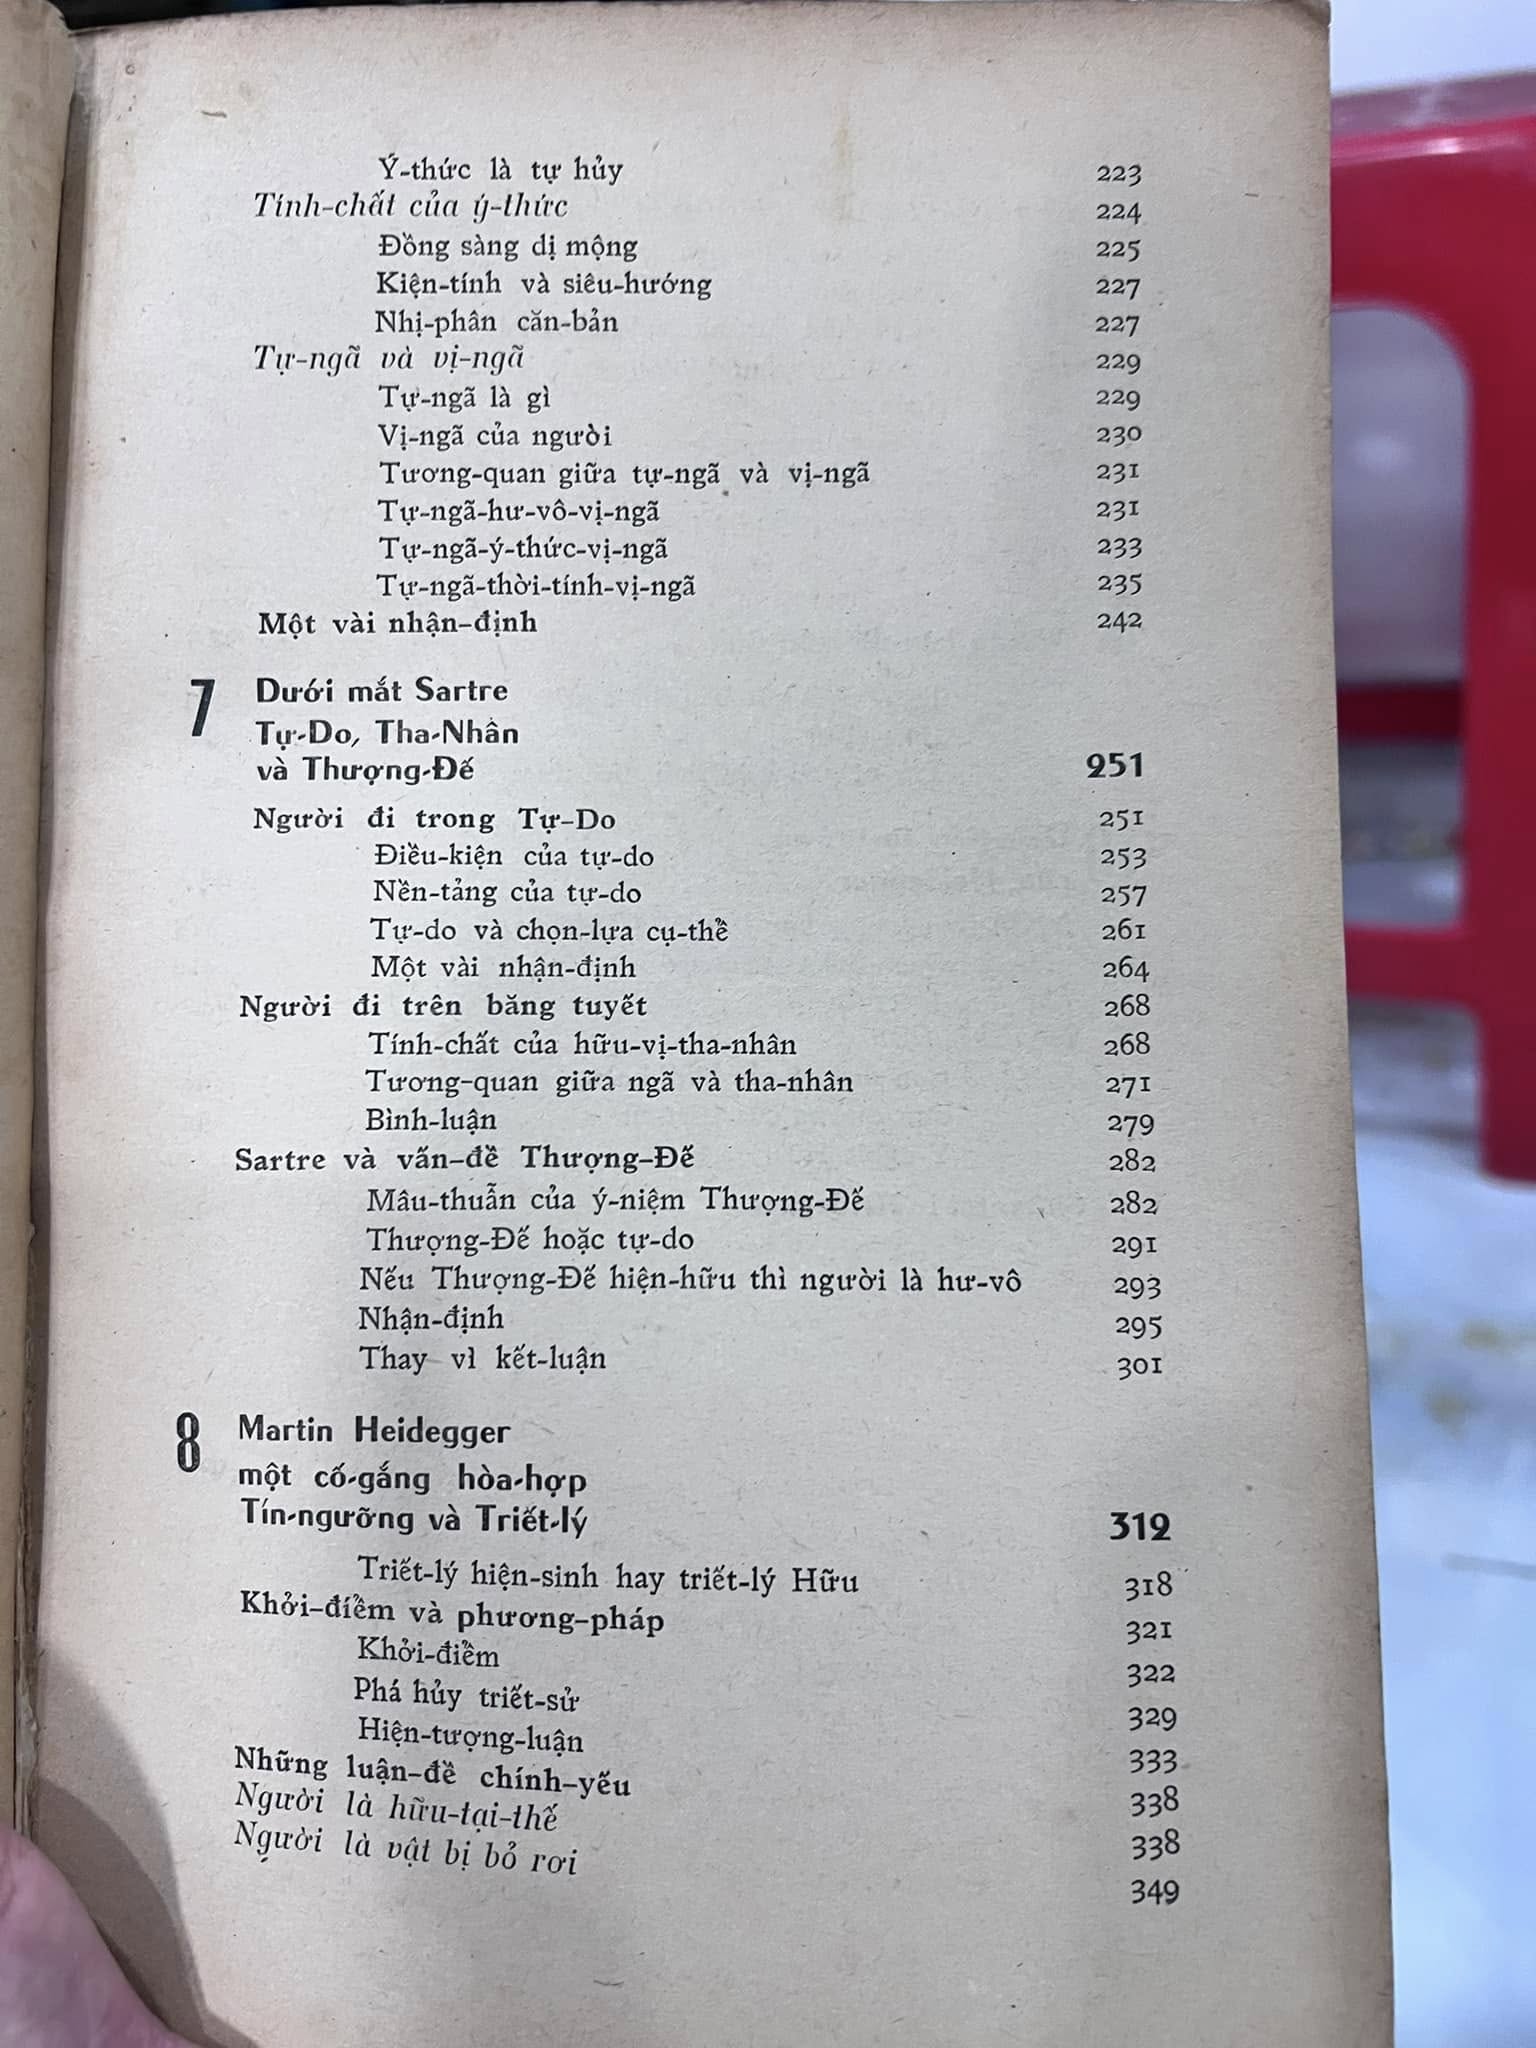 Ý-thức là tự hủy 223
Tính-chất của ý-thức 224
Đồng sàng dị mộng 225
Kiện-tính và siêu-hướng 227
Nhị-phân căn-bản 227
Tự-ngã và vị-ngã 229
Tự-ngã là gì 229
Vị-ngã của người 230
Tương-quan giữa tự-ngã và vị-ngã 231
Tự-ngã-hư-vô-vị-ngã 231
Tự-ngã-ý-thức-vị-ngã 233
Tự-ngã-thời-tính-vị-ngã 235
Một vài nhận-định 242
7 Dưới mắt Sartre
Tự-Do, Tha-Nhân
và Thượng-Đế 251
Người đi trong Tự-Do 251
Điều-kiện của tự-do 253
Nền-tảng của tự-do 257
Tự-do và chọn-lựa cụ-thể 261
Một vài nhận-định 264
Người đi trên băng tuyết 268
Tính-chất của hữu-vị-tha-nhân 268
Tương-quan giữa ngã và tha-nhân 271
Bình-luận 279
Sartre và vấn-đề Thượng-Đế 282
Mâu-thuẫn của ý-niệm Thượng-Đế 282
Thượng-Đế hoặc tự-do 291
Nếu Thượng-Đế hiện-hữu thì người là hư-vô 293
Nhận-định 295
Thay vì kết-luận 301
8 Martin Heidegger
một cố-gắng hòa-hợp
Tín-ngưỡng và Triết-lý 312
Triết-lý hiện-sinh hay triết-lý Hữu 318
Khởi-điểm và phương-pháp 321
Khởi-điểm 322
Phá hủy triết-sử 329
Hiện-tượng-luận 333
Những luận-đề chính-yếu 338
Người là hữu-tại-thế 338
Người là vật bị bỏ rơi 349